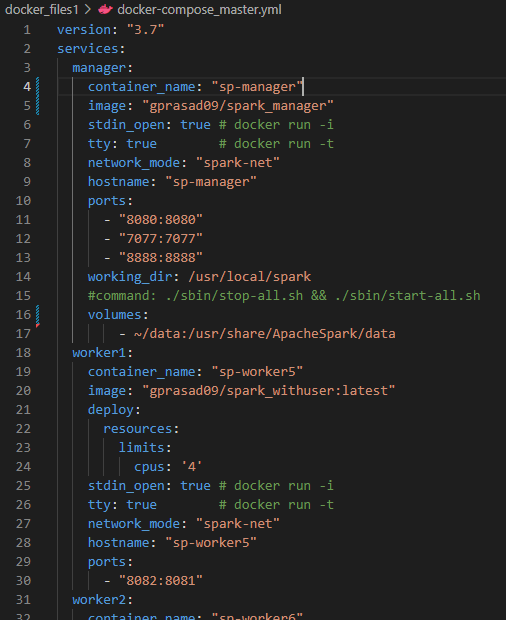 docker_files1 > docker-compose_master.yml
1 version: "3.7"
2 services:
3 manager:
4 container_name: "sp-manager"
5 image: "gprasad09/spark_manager"
6 stdin_open: true # docker run -i
7 tty: true # docker run -t
8 network_mode: "spark-net"
9 hostname: "sp-manager"
10 ports:
11 - "8080:8080"
12 - "7077:7077"
13 - "8888:8888"
14 working_dir: /usr/local/spark
15 #command: ./sbin/stop-all.sh && ./sbin/start-all.sh
16 volumes:
17 - ~/data:/usr/share/ApacheSpark/data
18 worker1:
19 container_name: "sp-worker5"
20 image: "gprasad09/spark_withuser:latest"
21 deploy:
22 resources:
23 limits:
24 cpus: '4'
25 stdin_open: true # docker run -i
26 tty: true # docker run -t
27 network_mode: "spark-net"
28 hostname: "sp-worker5"
29 ports:
30 - "8082:8081"
31 worker2:
32 container_name: "sp-worker6"